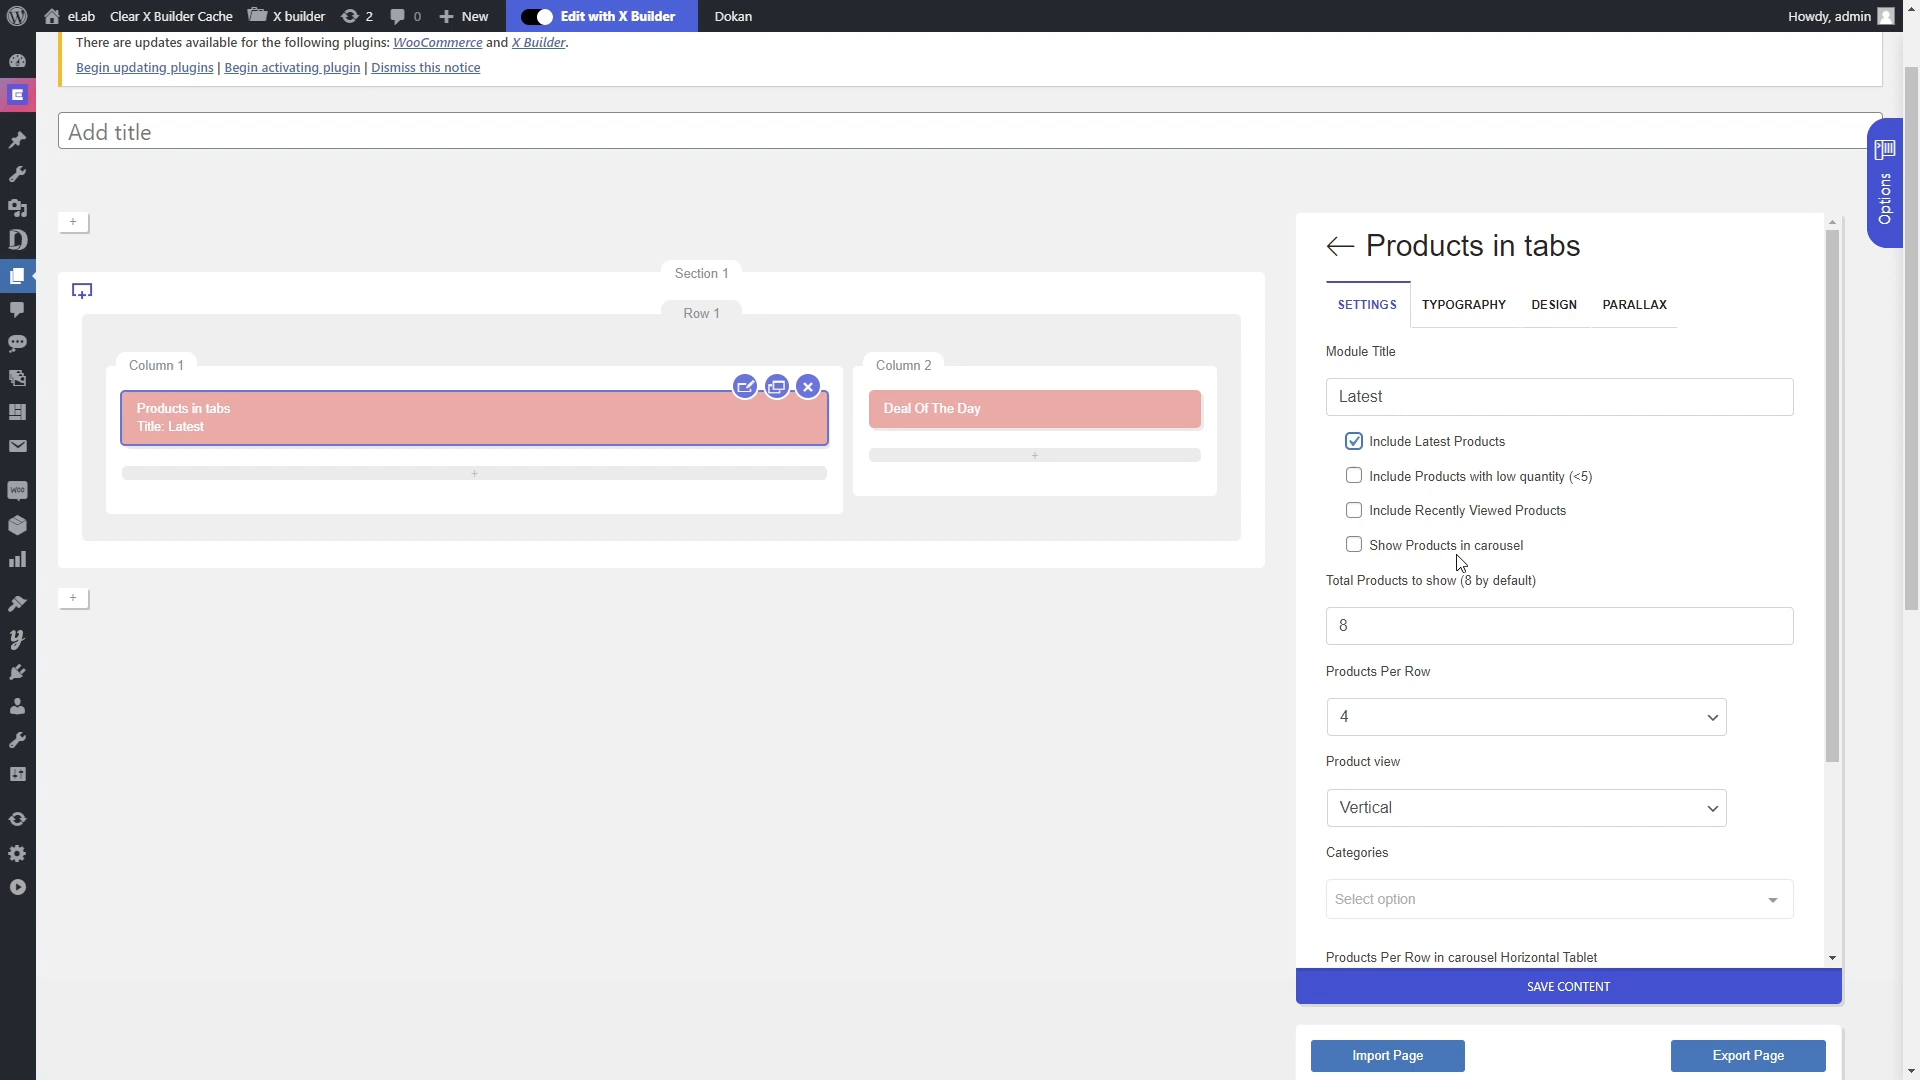 eLab Clear X Builder Cache X builder 2 0 New Edit with X Builder Dokan Howdy, admin
There are updates available for the following plugins: WooCommerce and X Builder.
Begin updating plugins | Begin activating plugin | Dismiss this notice
Add title
Options
+
Section 1
Row 1
Column 1
Products in tabs
Title: Latest
+
Column 2
Deal Of The Day
+
+
Products in tabs
SETTINGS TYPOGRAPHY DESIGN PARALLAX
Module Title
Latest
Include Latest Products
Include Products with low quantity (<5)
Include Recently Viewed Products
Show Products in carousel
Total Products to show (8 by default)
8
Products Per Row
4
Product view
Vertical
Categories
Select option
Products Per Row in carousel Horizontal Tablet
SAVE CONTENT
Import Page Export Page